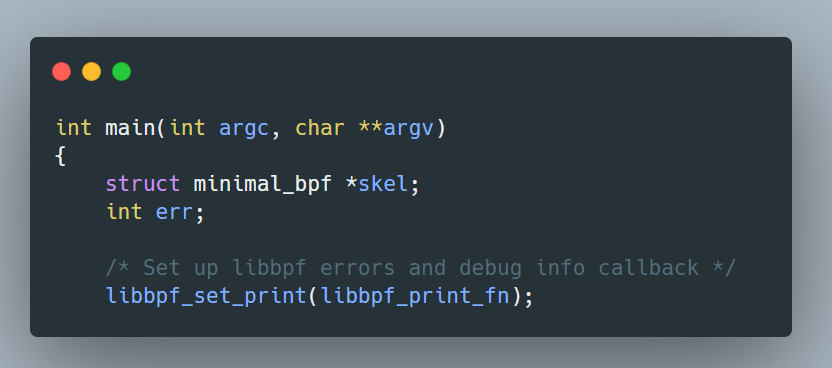 int main(int argc, char **argv)
{
    struct minimal_bpf *skel;
    int err;

    /* Set up libbpf errors and debug info callback */
    libbpf_set_print(libbpf_print_fn);